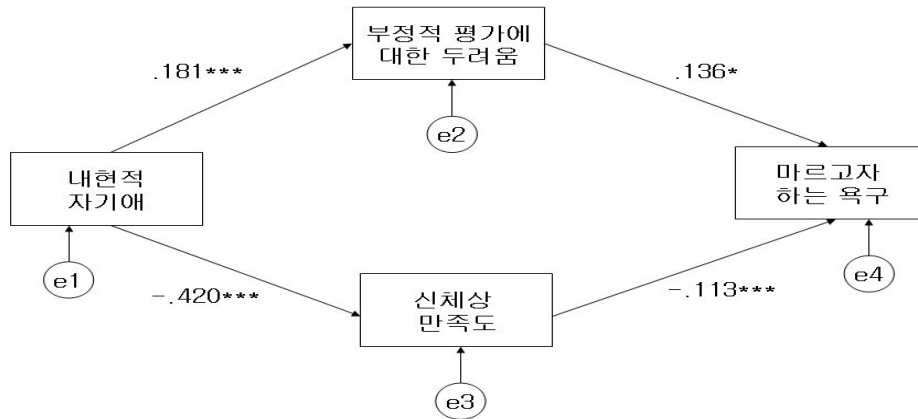 부정적 평가에
대한 두려움
.181***
.136*
e2
내현적
자기애
마르고자
하는 욕구
e1
e4
-.420***
-.113***
신체상
만족도
e3